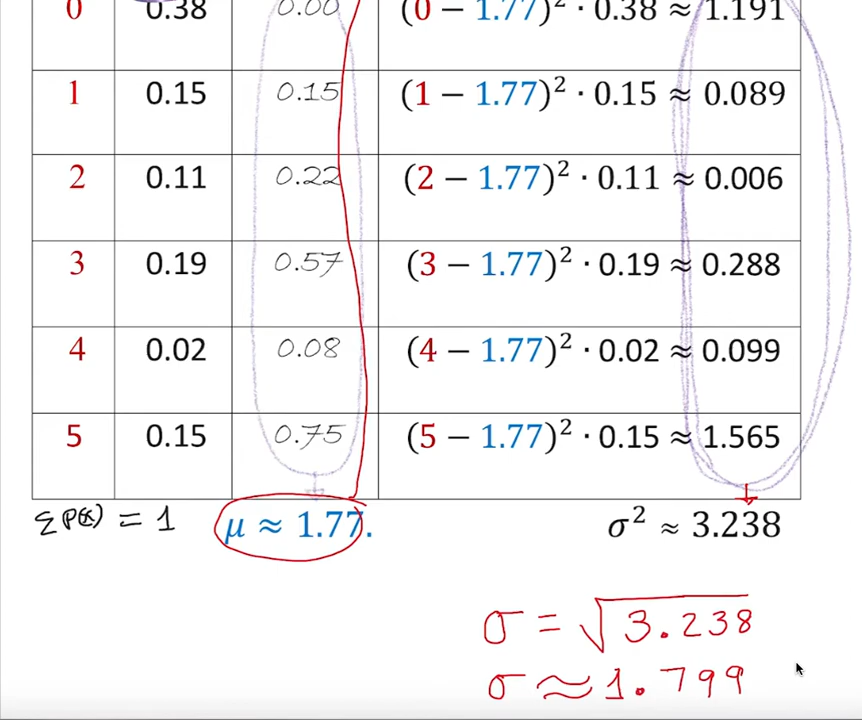 0 0.38 0.00 (0 − 1.77)² · 0.38 ≈ 1.191
1 0.15 0.15 (1 − 1.77)² · 0.15 ≈ 0.089
2 0.11 0.22 (2 − 1.77)² · 0.11 ≈ 0.006
3 0.19 0.57 (3 − 1.77)² · 0.19 ≈ 0.288
4 0.02 0.08 (4 − 1.77)² · 0.02 ≈ 0.099
5 0.15 0.75 (5 − 1.77)² · 0.15 ≈ 1.565
ΣP(x) = 1 μ ≈ 1.77. σ² ≈ 3.238
σ = √3.238
σ ≈ 1.799